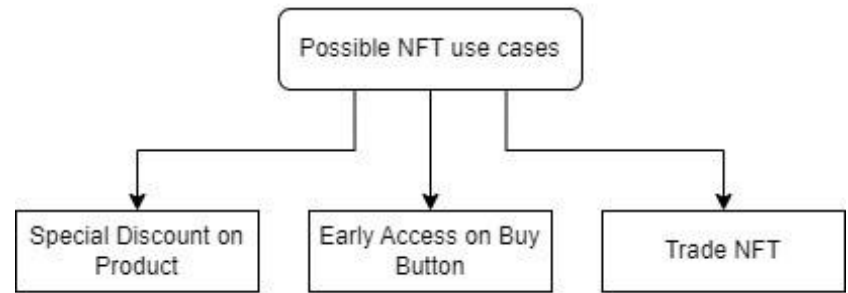 Possible NFT use cases
Special Discount on
Product
Early Access on Buy
Button
Trade NFT